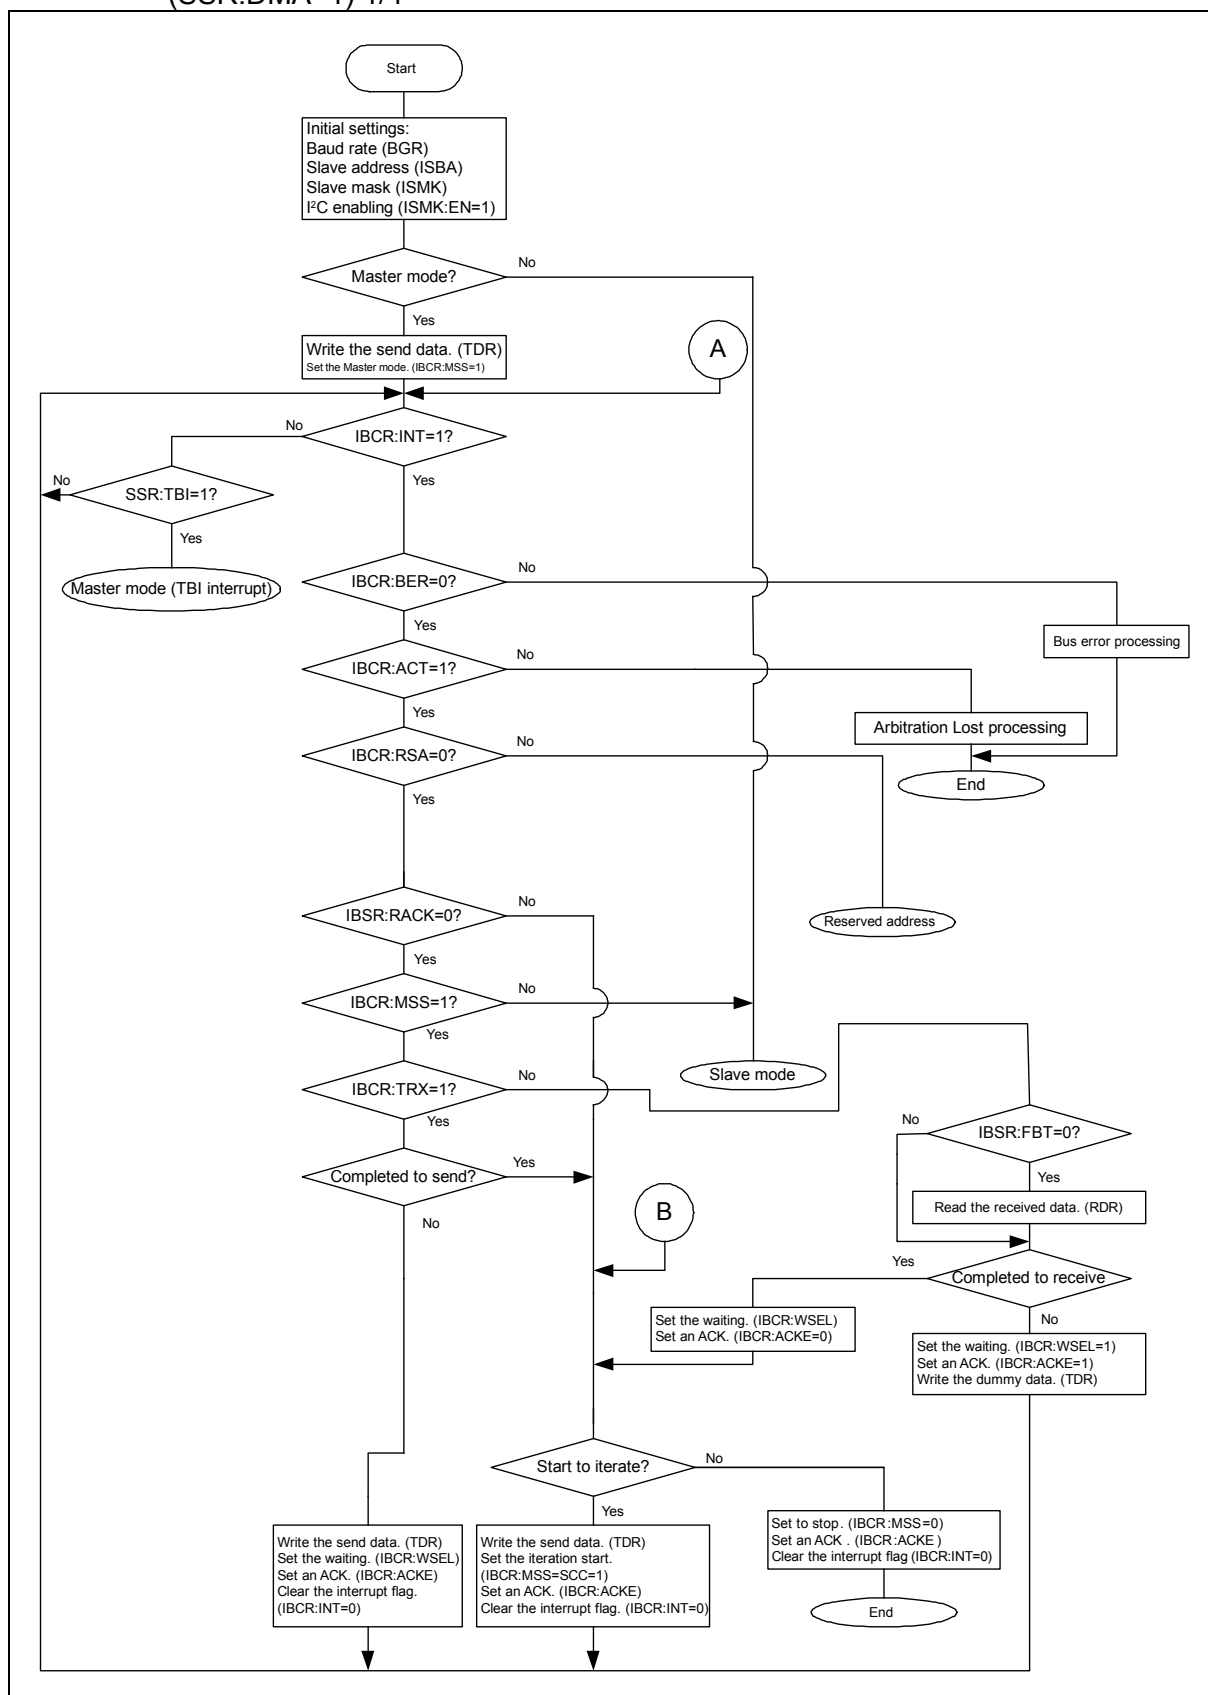 (SSR:DMA=1) 1/4
Start
Initial settings:
Baud rate (BGR)
Slave address (ISBA)
Slave mask (ISMK)
I²C enabling (ISMK:EN=1)
Master mode?
No
Yes
Write the send data. (TDR)
Set the Master mode. (IBCR:MSS=1)
A
No
IBCR:INT=1?
Yes
No
SSR:TBI=1?
Yes
Master mode (TBI interrupt)
IBCR:BER=0?
No
Yes
Bus error processing
IBCR:ACT=1?
No
Yes
Arbitration Lost processing
IBCR:RSA=0?
No
Yes
End
IBSR:RACK=0?
No
Yes
Reserved address
IBCR:MSS=1?
No
Yes
Slave mode
IBCR:TRX=1?
No
Yes
No
IBSR:FBT=0?
Yes
Completed to send?
Yes
No
B
Read the received data. (RDR)
Yes
Completed to receive
No
Set the waiting. (IBCR:WSEL)
Set an ACK. (IBCR:ACKE=0)
Set the waiting. (IBCR:WSEL=1)
Set an ACK. (IBCR:ACKE=1)
Write the dummy data. (TDR)
Start to iterate?
No
Yes
Write the send data. (TDR)
Set the waiting. (IBCR:WSEL)
Set an ACK. (IBCR:ACKE)
Clear the interrupt flag.
(IBCR:INT=0)
Write the send data. (TDR)
Set the iteration start.
(IBCR:MSS=SCC=1)
Set an ACK. (IBCR:ACKE)
Clear the interrupt flag. (IBCR:INT=0)
Set to stop. (IBCR:MSS=0)
Set an ACK . (IBCR:ACKE)
Clear the interrupt flag (IBCR:INT=0)
End